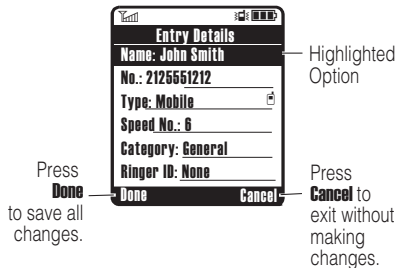 Entry Details
Name: John Smith
No.: 2125551212
Type: Mobile
Speed No.: 6
Category: General
Ringer ID: None
Done
Cancel
Highlighted
Option
Press
Done
to save all
changes.
Press
Cancel to
exit without
making
changes.